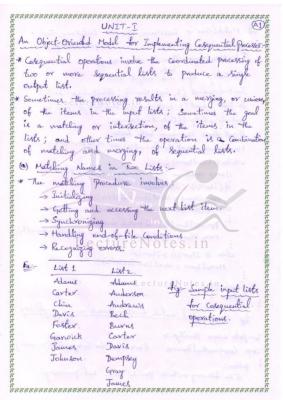 UNIT-I
A1
An Object-Oriented Model for Implementing Cosequential Processes:-
* Cosequential operations involve the coordinated processing of
two or more sequential lists to produce a single
output list.
* Sometimes the processing results in a merging, or union,
of the items in the input lists; Sometimes the goal
is a matching or intersection, of the items in the
lists; and other times the operation is a combination
of matching and merging, of sequential lists.
(a) Matching Names in Two Lists:-
* The matching Procedure involves
→ Initializing
→ Getting and accessing the next list item
→ Synchronizing
→ Handling end-of-file conditions
→ Recognizing errors
LectureNotes.in
Ex:-
List 1 List 2
Adams Adams
Carter Anderson
Chin Andrews
Davis Bech
Foster Burns
Garwick Carter
James Davis
Johnson Dempsey
Gray
James
fig:- Sample input lists
for Cosequential
operations.